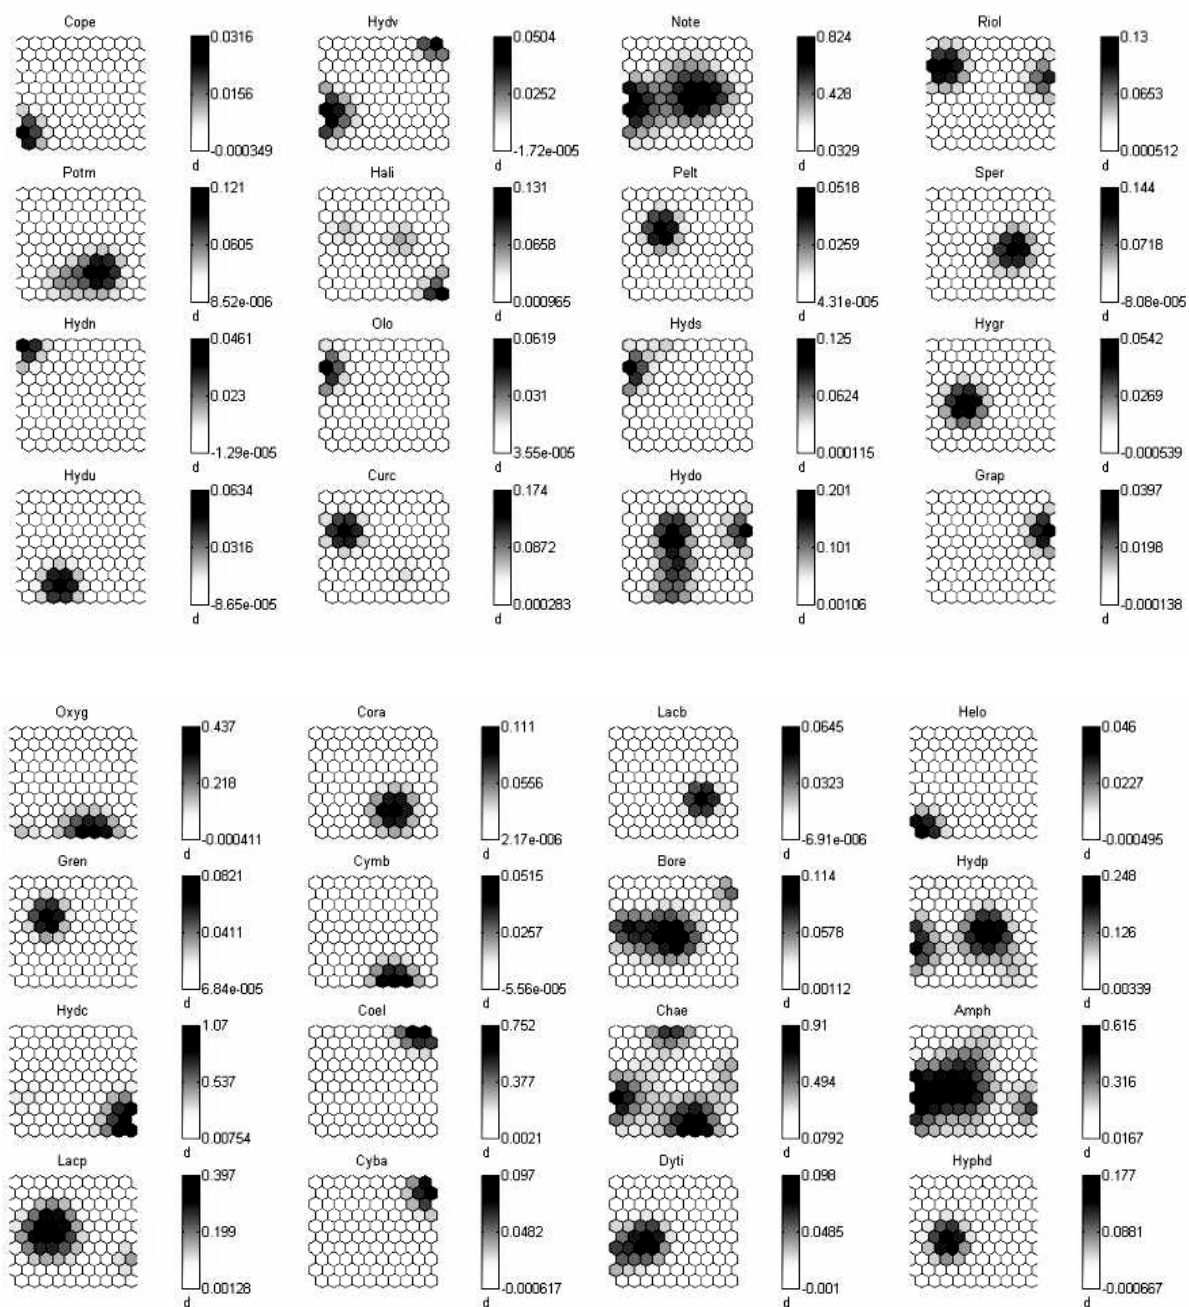 Cope Hydv Note Riol
0.0316 0.0504 0.824 0.13
0.0156 0.0252 0.428 0.0653
-0.000349 -1.72e-005 0.0329 0.000512
d d d d
Potm Hali Pelt Sper
0.121 0.131 0.0518 0.144
0.0605 0.0658 0.0259 0.0718
8.52e-006 0.000965 4.31e-005 -8.08e-005
d d d d
Hydn Olo Hyds Hygr
0.0461 0.0619 0.125 0.0542
0.023 0.031 0.0624 0.0269
-1.29e-005 3.55e-005 0.000115 -0.000539
d d d d
Hydu Curc Hydo Grap
0.0634 0.174 0.201 0.0397
0.0316 0.0872 0.101 0.0198
-8.65e-005 0.000283 0.00106 -0.000138
d d d d
Oxyg Cora Lacb Helo
0.437 0.111 0.0645 0.046
0.218 0.0556 0.0323 0.0227
-0.000411 2.17e-006 -6.91e-006 -0.000495
d d d d
Gren Cymb Bore Hydp
0.0821 0.0515 0.114 0.248
0.0411 0.0257 0.0578 0.126
6.84e-005 -5.56e-005 0.00112 0.00339
d d d d
Hydc Coel Chae Amph
1.07 0.752 0.91 0.615
0.537 0.377 0.494 0.316
0.00754 0.0021 0.0792 0.0167
d d d d
Lacp Cyba Dyti Hyphd
0.397 0.097 0.098 0.177
0.199 0.0482 0.0485 0.0881
0.00128 -0.000617 -0.001 -0.000667
d d d d